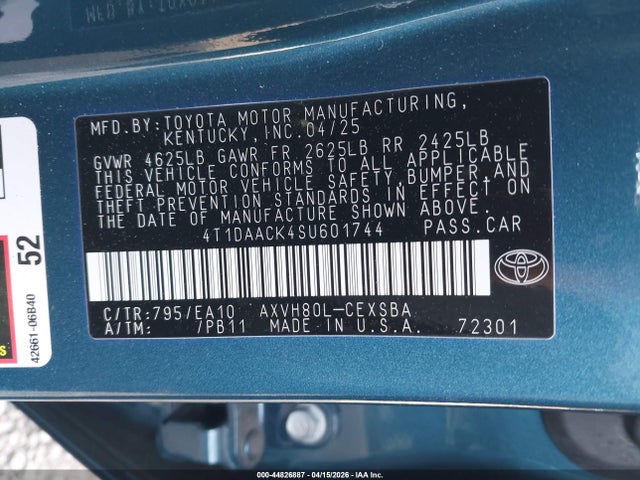 MFD.BY:TOYOTA MOTOR MANUFACTURING,
KENTUCKY,INC.04/25
GVWR 4625LB GAWR FR 2625LB RR 2425LB
THIS VEHICLE CONFORMS TO ALL APPLICABLE
FEDERAL MOTOR VEHICLE SAFETY,BUMPER,AND
THEFT PREVENTION STANDARDS IN EFFECT ON
THE DATE OF MANUFACTURE SHOWN ABOVE.
4T1DAACK4SU601744 PASS.CAR
C/TR:795/EA10 AXVH80L-CEXSBA
A/TM: 7PB11 MADE IN U.S.A. 72301
52
42661-06B40
000-44826887 - 04/15/2026 - IAA Inc.